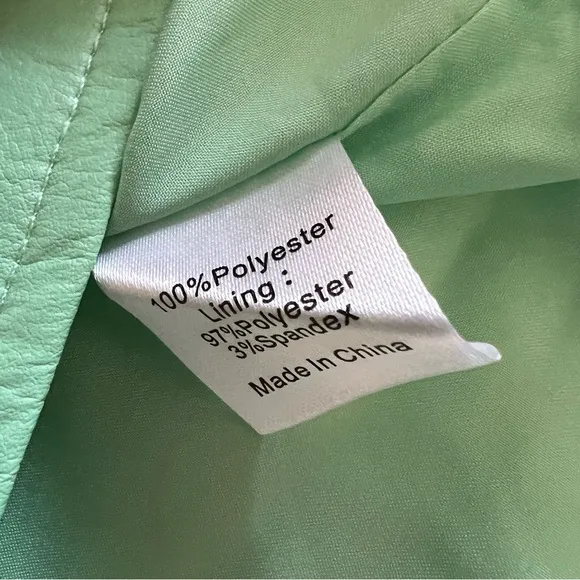 100%Polyester
Lining :
97%Polyester
3%Spandex
Made In China